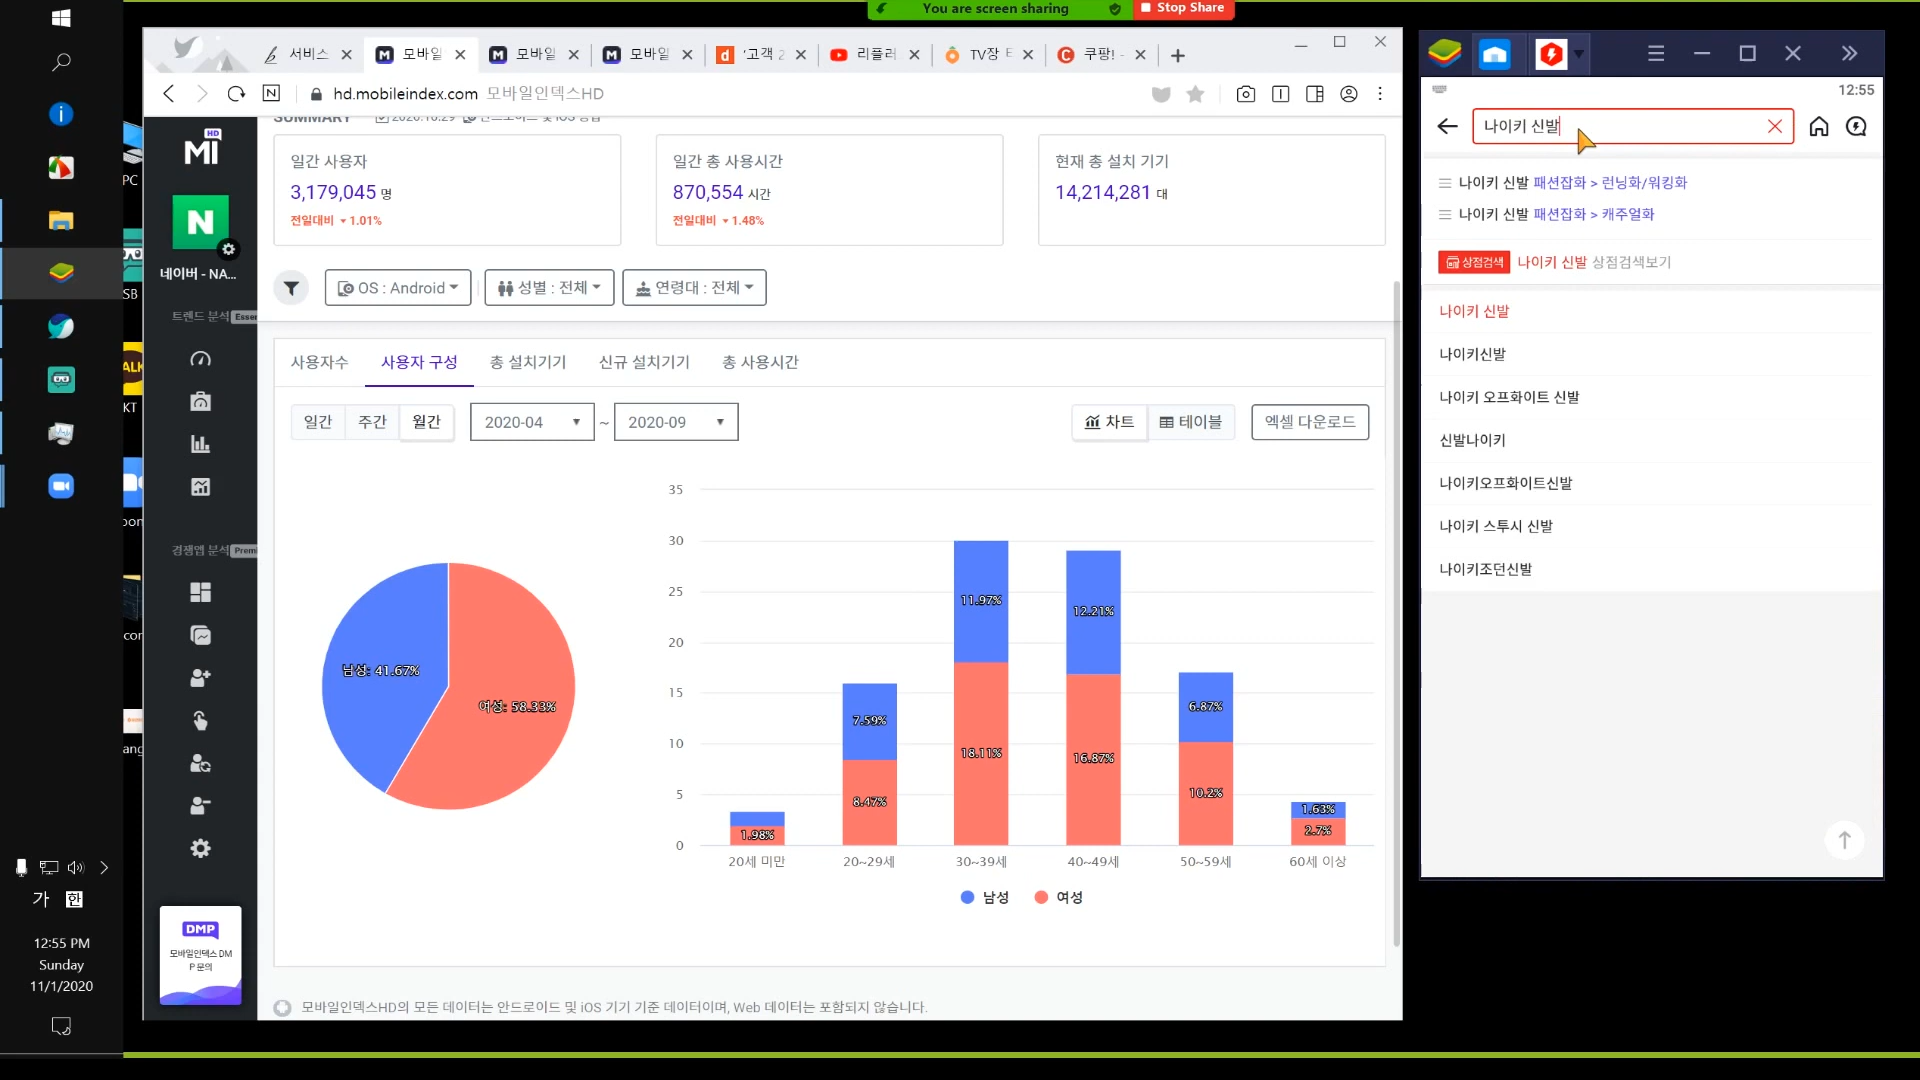 You are screen sharing
Stop Share
서비스
모바일
모바일
모바일
'고객 2
리플러
TV장
쿠팡! -
hd.mobileindex.com 모바일인덱스HD
SUMMARY
HD
MI
N
네이버 - NA...
트렌드 분석
경쟁앱 분석
DMP
모바일인덱스 DM
P 문의
PC
SB
KT
12:55 PM
Sunday
11/1/2020
가 한
일간 사용자
3,179,045 명
전일대비 ▾ 1.01%
일간 총 사용시간
870,554 시간
전일대비 ▾ 1.48%
현재 총 설치 기기
14,214,281 대
OS : Android
성별 : 전체
연령대 : 전체
사용자수
사용자 구성
총 설치기기
신규 설치기기
총 사용시간
일간
주간
월간
2020-04
~
2020-09
차트
테이블
엑셀 다운로드
남성: 41.67%
여성: 58.33%
35
30
25
20
15
10
5
0
1.98%
7.59%
8.47%
11.97%
18.11%
12.21%
16.87%
6.87%
10.2%
1.63%
2.7%
20세 미만
20~29세
30~39세
40~49세
50~59세
60세 이상
남성
여성
모바일인덱스HD의 모든 데이터는 안드로이드 및 iOS 기기 기준 데이터이며, Web 데이터는 포함되지 않습니다.
12:55
나이키 신발
나이키 신발 패션잡화 > 런닝화/워킹화
나이키 신발 패션잡화 > 캐주얼화
상점검색 나이키 신발 상점검색보기
나이키 신발
나이키신발
나이키 오프화이트 신발
신발나이키
나이키오프화이트신발
나이키 스투시 신발
나이키조던신발